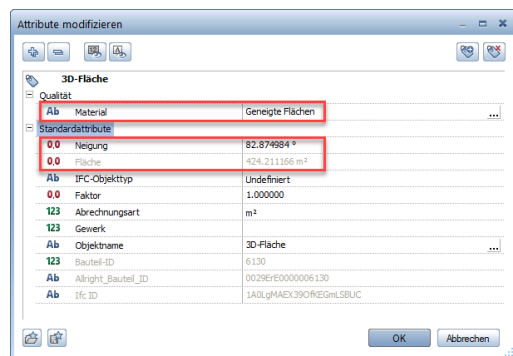 Attribute modifizieren
3D-Fläche
Qualität
Ab Material Geneigte Flächen ...
Standardattribute
0,0 Neigung 82.874984 °
0,0 Fläche 424.211166 m²
Ab IFC-Objekttyp Undefiniert
0,0 Faktor 1.000000
123 Abrechnungsart m²
123 Gewerk
Ab Objektname 3D-Fläche ...
123 Bauteil-ID 6130
Ab Allright_Bauteil_ID 0029ErE0000006130
Ab Ifc ID 1A0LgMAEX39OfKEGmLSBUC
OK Abbrechen